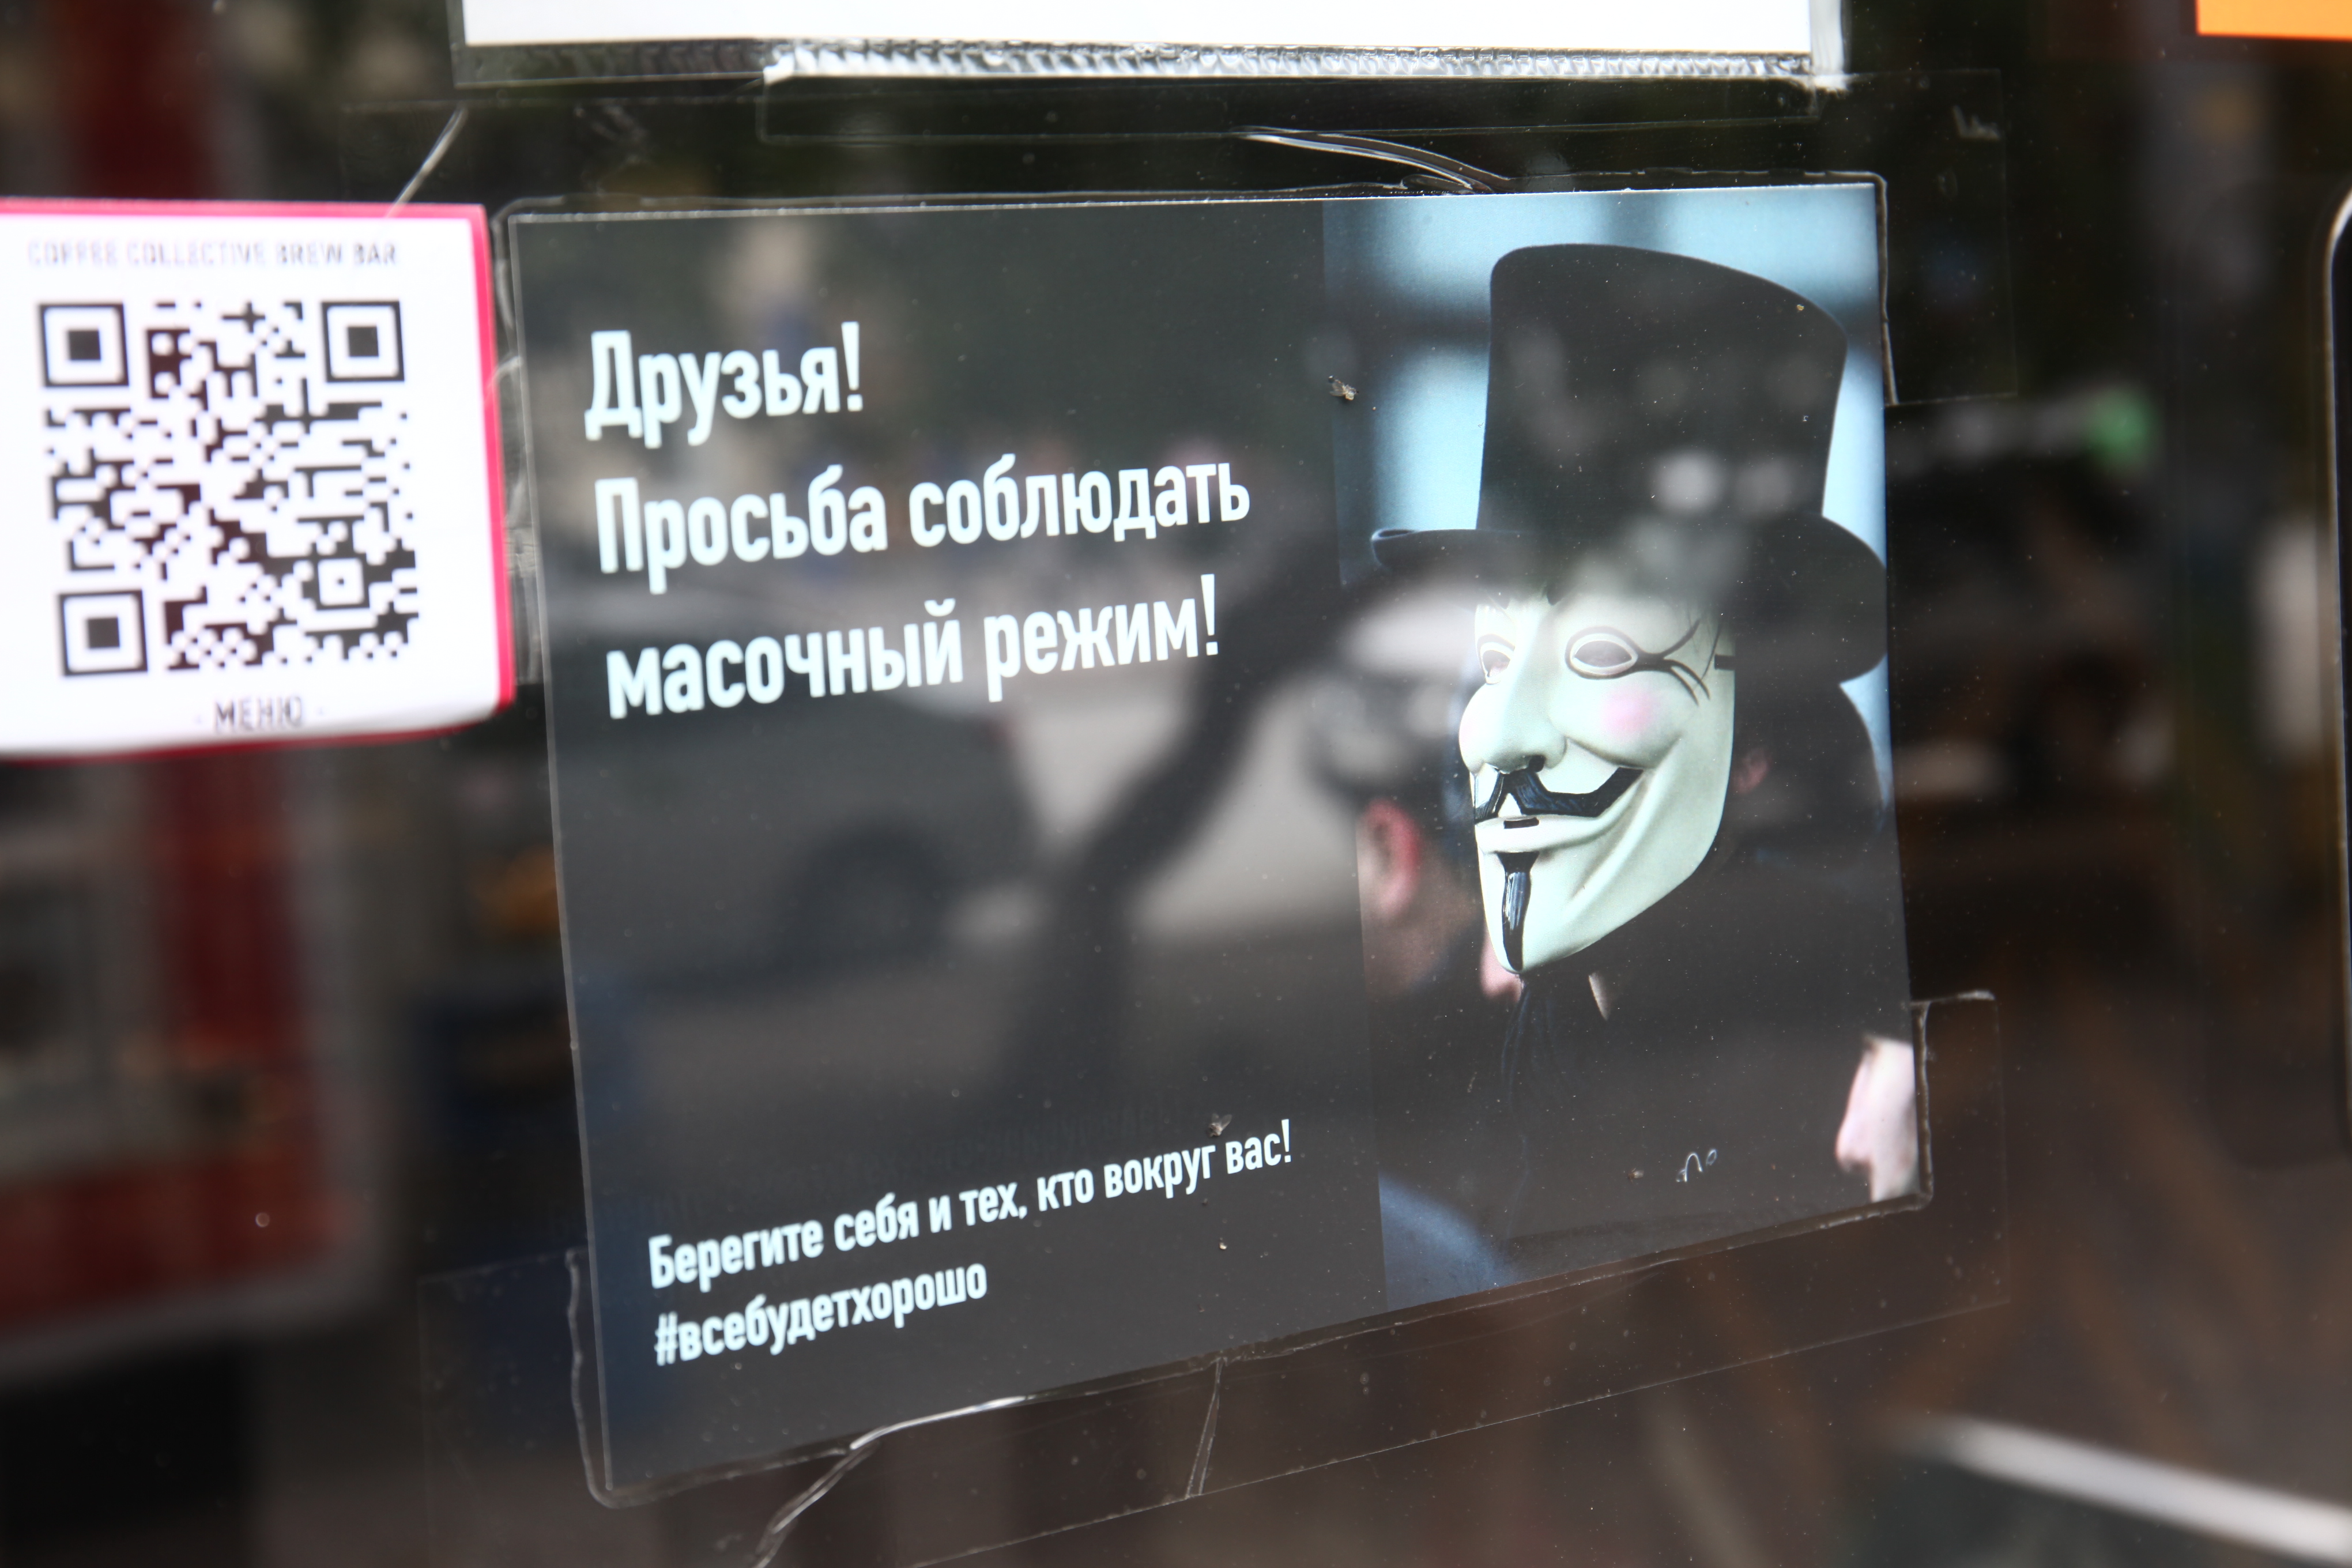 COFFEE COLLECTIVE BREW BAR
- МЕНЮ -
Друзья!
Просьба соблюдать
масочный режим!
Берегите себя и тех, кто вокруг вас!
#всебудетхорошо